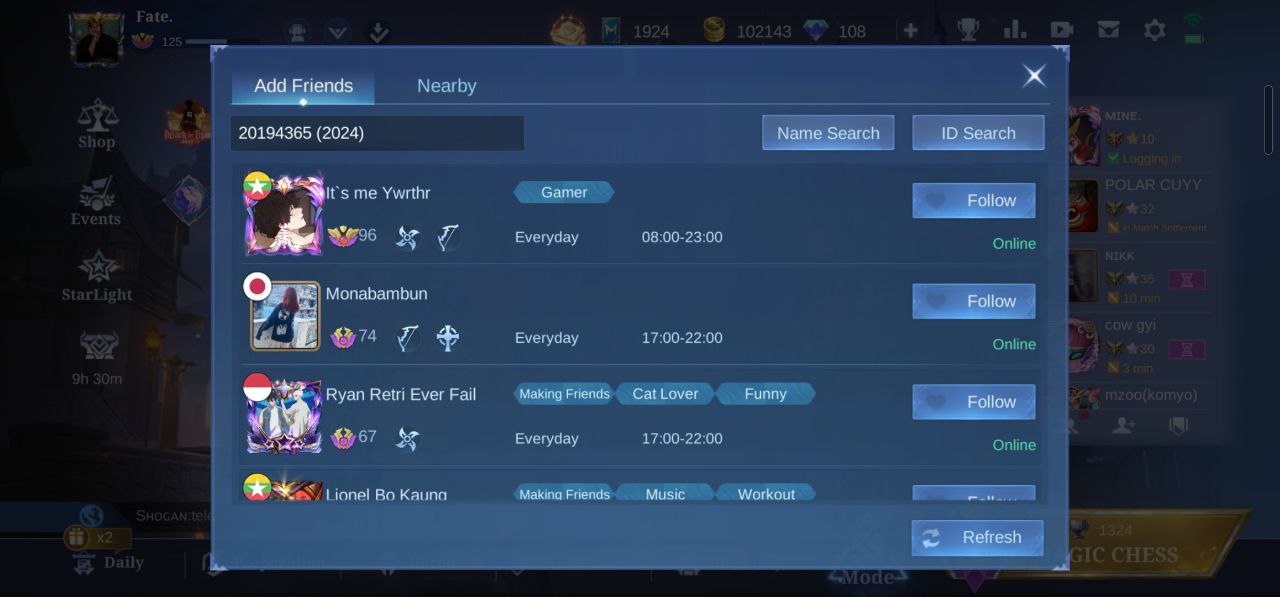 Fate.
125
1924
102143
108
Add Friends
Nearby
20194365 (2024)
Name Search
ID Search
It`s me Ywrthr
Gamer
96
Everyday
08:00-23:00
Follow
Online
Monabambun
74
Everyday
17:00-22:00
Follow
Online
Ryan Retri Ever Fail
Making Friends
Cat Lover
Funny
67
Everyday
17:00-22:00
Follow
Online
Lionel Bo Kaung
Making Friends
Music
Workout
Follow
Refresh
Shop
Events
StarLight
9h 30m
MINE.
10
Logging in
POLAR CUYY
32
In Match Settlement
NIKK
35
10 min
cow gyi
30
3 min
mzoo(komyo)
SHOGAN:tele
x2
Daily
Mode
1324
GIC CHESS